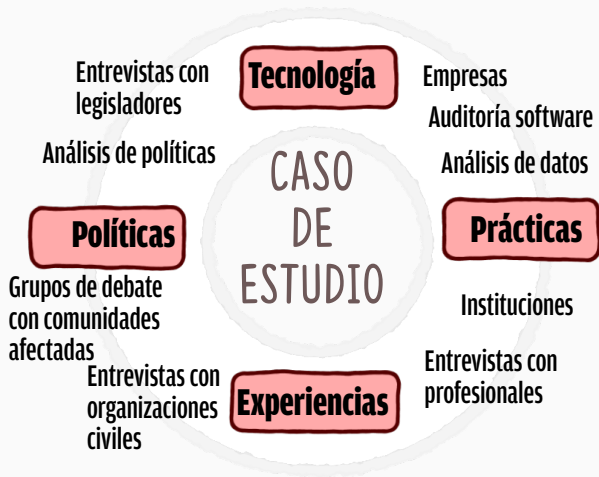 Tecnología
Entrevistas con
legisladores
Análisis de políticas
Empresas
Auditoría software
Análisis de datos
CASO
DE
ESTUDIO
Políticas
Prácticas
Grupos de debate
con comunidades
afectadas
Instituciones
Entrevistas con
profesionales
Entrevistas con
organizaciones
civiles
Experiencias